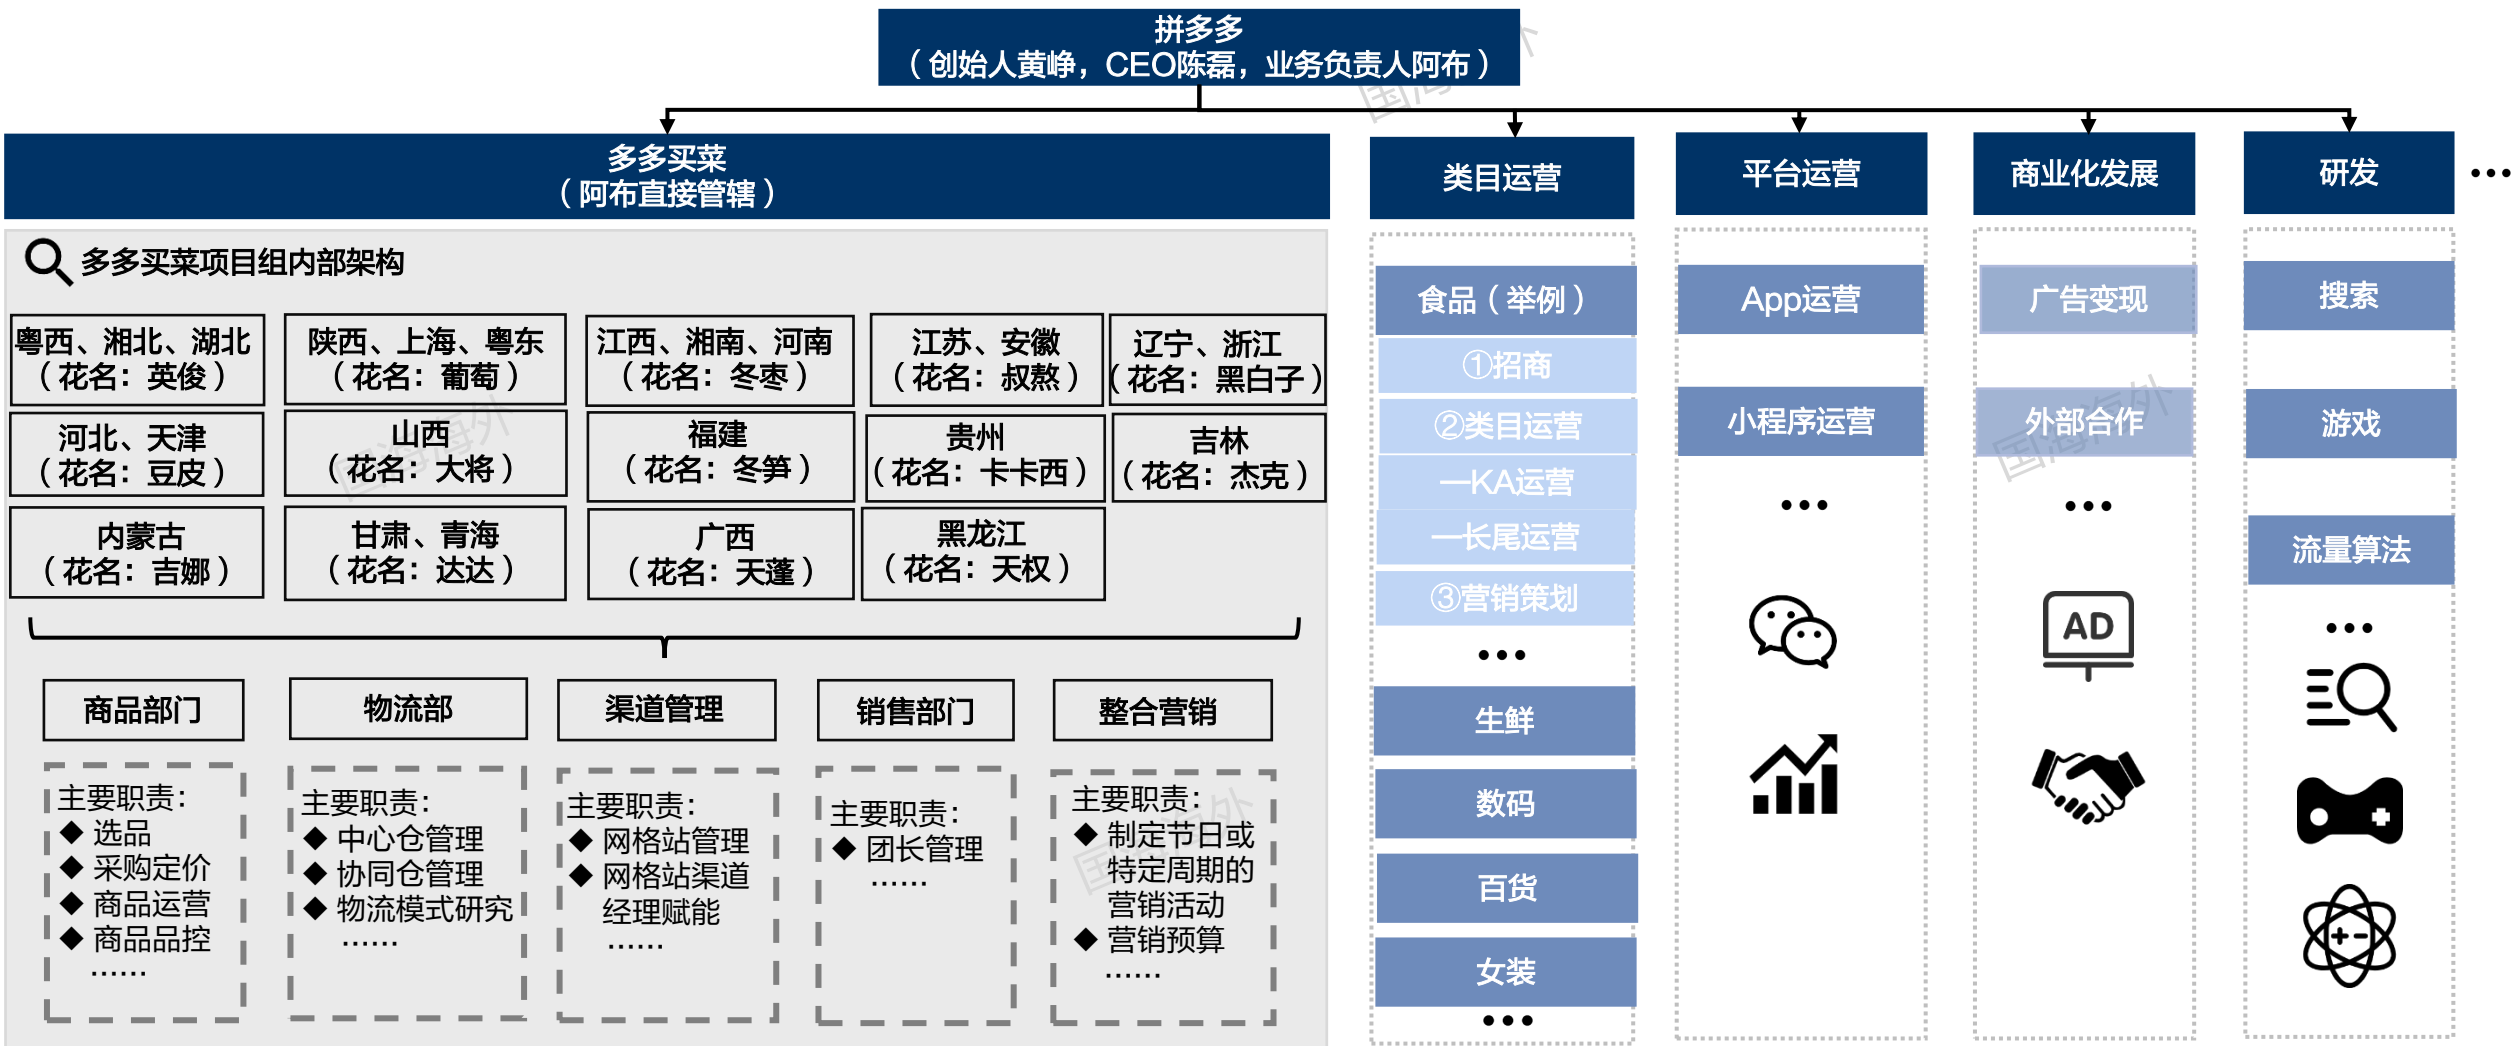 拼多多
（创始人黄峥，CEO陈磊，业务负责人阿布）
多多买菜
（阿布直接管辖）
类目运营
平台运营
商业化发展
研发
•••
多多买菜项目组内部架构
粤西、湘北、湖北
（花名：英俊）
陕西、上海、粤东
（花名：葡萄）
江西、湘南、河南
（花名：冬枣）
江苏、安徽
（花名：叔熬）
辽宁、浙江
（花名：黑白子）
河北、天津
（花名：豆皮）
山西
（花名：大将）
福建
（花名：冬笋）
贵州
（花名：卡卡西）
吉林
（花名：杰克）
内蒙古
（花名：吉娜）
甘肃、青海
（花名：达达）
广西
（花名：天蓬）
黑龙江
（花名：天权）
商品部门
物流部
渠道管理
销售部门
整合营销
主要职责：
◆ 选品
◆ 采购定价
◆ 商品运营
◆ 商品品控
……
主要职责：
◆ 中心仓管理
◆ 协同仓管理
◆ 物流模式研究
……
主要职责：
◆ 网格站管理
◆ 网格站渠道
经理赋能
……
主要职责：
◆ 团长管理
……
主要职责：
◆ 制定节日或
特定周期的
营销活动
◆ 营销预算
……
食品（举例）
①招商
②类目运营
—KA运营
—长尾运营
③营销策划
•••
生鲜
数码
百货
女装
•••
App运营
小程序运营
•••
广告变现
外部合作
•••
AD
搜索
游戏
流量算法
•••
国海海外
国海海外
国海海外
国海海外